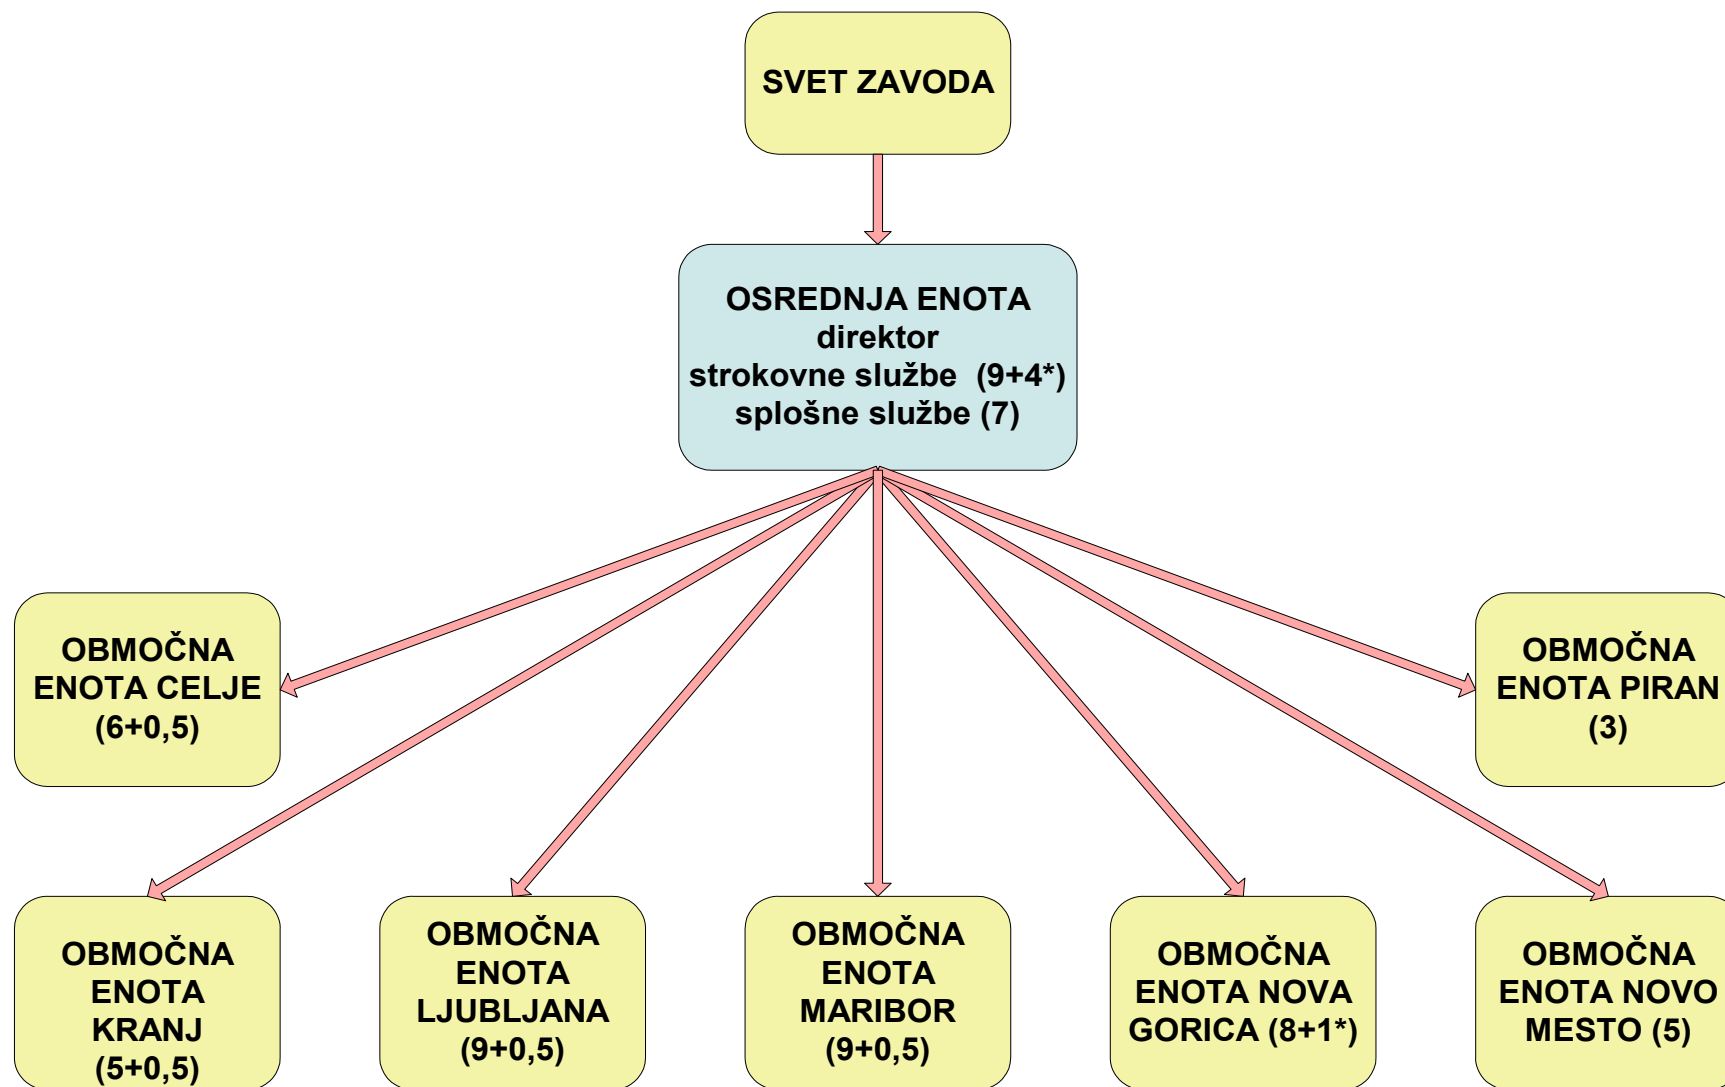 SVET ZAVODA
OSREDNJA ENOTA
direktor
strokovne službe  (9+4*)
splošne službe (7)
OBMOČNA
ENOTA CELJE
(6+0,5)
OBMOČNA
ENOTA PIRAN
(3)
OBMOČNA
ENOTA
KRANJ
(5+0,5)
OBMOČNA
ENOTA
LJUBLJANA
(9+0,5)
OBMOČNA
ENOTA
MARIBOR
(9+0,5)
OBMOČNA
ENOTA NOVA
GORICA (8+1*)
OBMOČNA
ENOTA NOVO
MESTO (5)